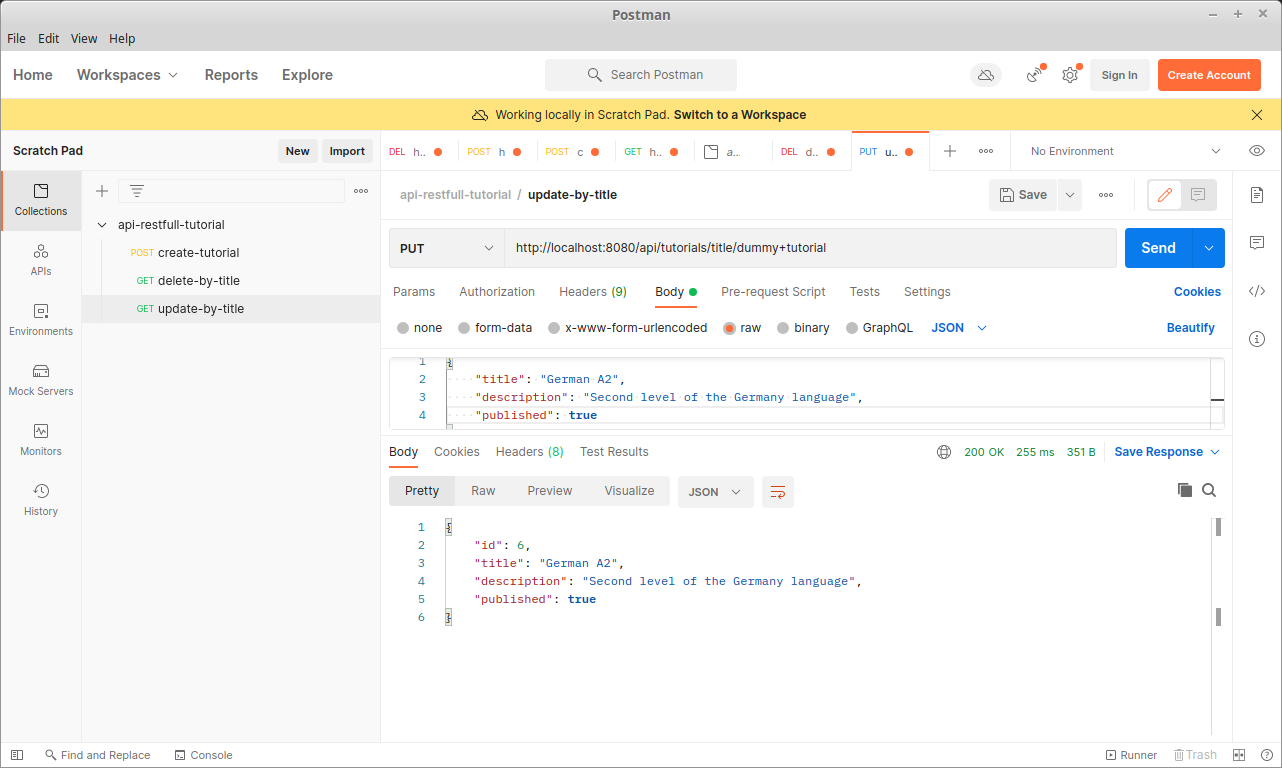 Postman
File Edit View Help
Home Workspaces Reports Explore Search Postman Sign In Create Account
Working locally in Scratch Pad. Switch to a Workspace
Scratch Pad New Import
DEL h.. POST h POST c GET h.. a... DEL d.. PUT u.. No Environment
Collections
APIs
Environments
Mock Servers
Monitors
History
api-restfull-tutorial
POST create-tutorial
GET delete-by-title
GET update-by-title
api-restfull-tutorial / update-by-title Save
PUT http://localhost:8080/api/tutorials/title/dummy+tutorial Send
Params Authorization Headers (9) Body Pre-request Script Tests Settings Cookies
none form-data x-www-form-urlencoded raw binary GraphQL JSON Beautify
1 {
2 "title": "German A2",
3 "description": "Second level of the Germany language",
4 "published": true
Body Cookies Headers (8) Test Results 200 OK 255 ms 351 B Save Response
Pretty Raw Preview Visualize JSON
1 {
2 "id": 6,
3 "title": "German A2",
4 "description": "Second level of the Germany language",
5 "published": true
6 }
Find and Replace Console Runner Trash